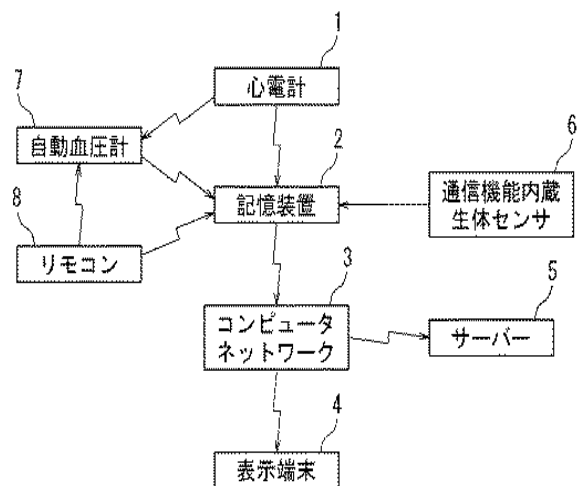 1
心電計
7
自動血圧計
2
記憶装置
6
通信機能内蔵
生体センサ
8
リモコン
3
コンピュータ
ネットワーク
5
サーバー
4
表示端末